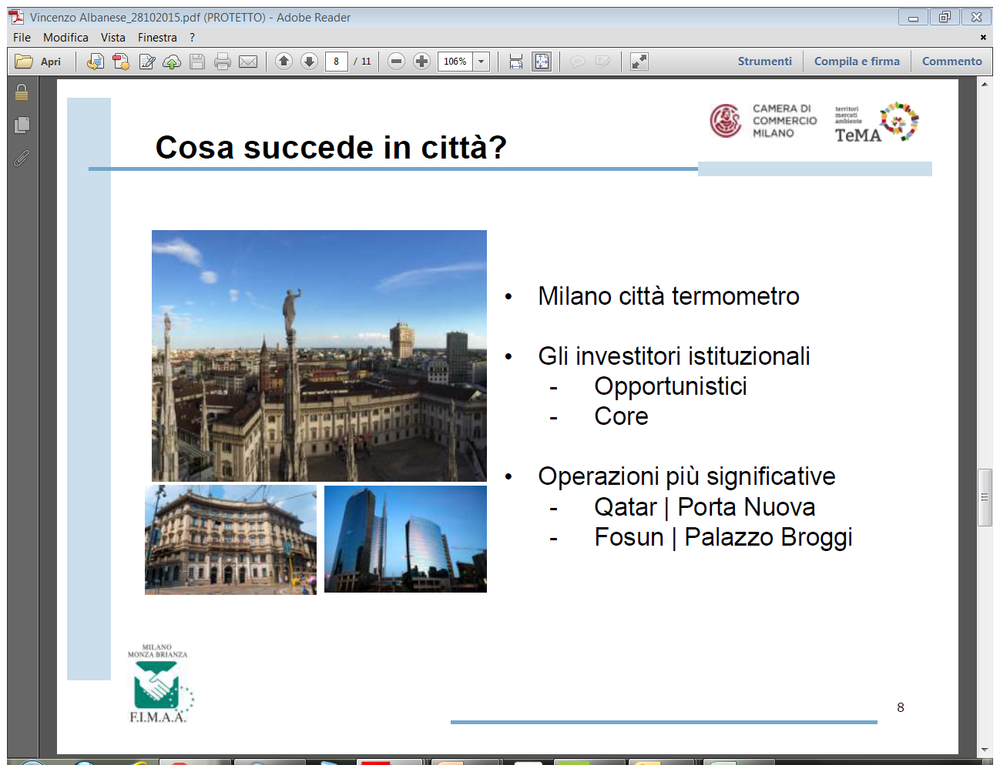 Vincenzo Albanese_28102015.pdf (PROTETTO) - Adobe Reader
File Modifica Vista Finestra ?
Apri 8 / 11 106% Strumenti Compila e firma Commento
CAMERA DI
COMMERCIO
MILANO
territori
mercati
ambiente
TeMA
Cosa succede in città?
• Milano città termometro
• Gli investitori istituzionali
- Opportunistici
- Core
• Operazioni più significative
- Qatar | Porta Nuova
- Fosun | Palazzo Broggi
MILANO
MONZA BRIANZA
F.I.M.A.A.
8